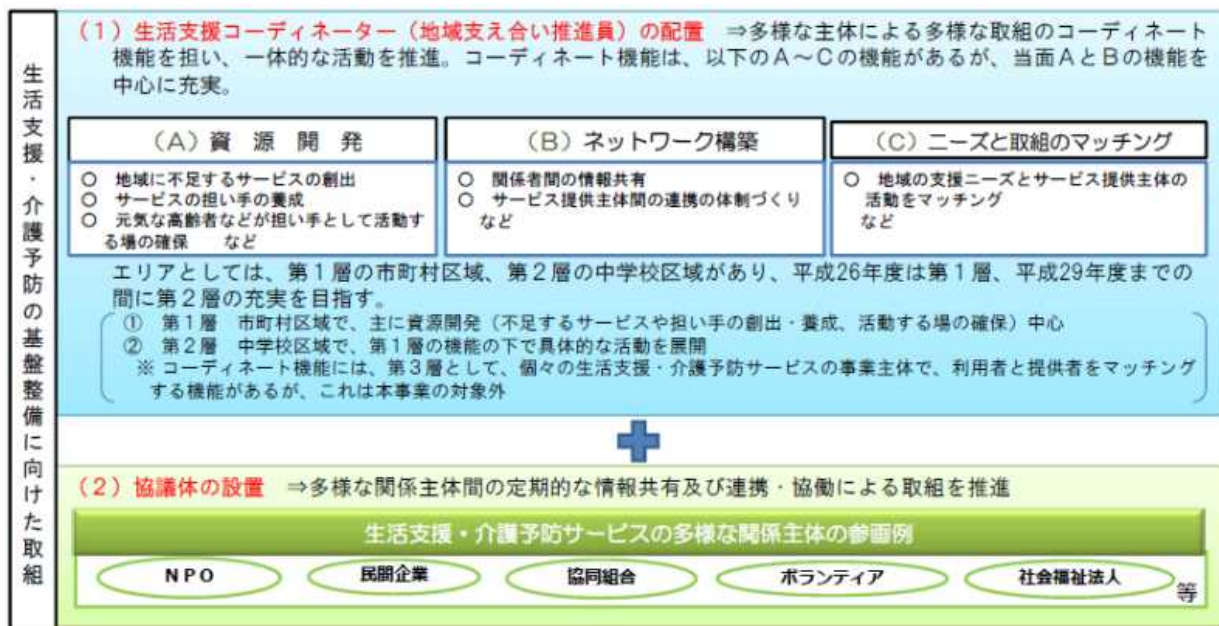 生活支援・介護予防の基盤整備に向けた取組
（１）生活支援コーディネーター（地域支え合い推進員）の配置　⇒多様な主体による多様な取組のコーディネート
機能を担い、一体的な活動を推進。コーディネート機能は、以下のＡ～Ｃの機能があるが、当面ＡとＢの機能を
中心に充実。
（Ａ）資　源　開　発
○　地域に不足するサービスの創出
○　サービスの担い手の養成
○　元気な高齢者などが担い手として活動す
る場の確保　　など
（Ｂ）ネットワーク構築
○　関係者間の情報共有
○　サービス提供主体間の連携の体制づくり
など
（Ｃ）ニーズと取組のマッチング
○　地域の支援ニーズとサービス提供主体の
活動をマッチング
など
エリアとしては、第１層の市町村区域、第２層の中学校区域があり、平成26年度は第１層、平成29年度までの
間に第２層の充実を目指す。
①　第１層　市町村区域で、主に資源開発（不足するサービスや担い手の創出・養成、活動する場の確保）中心
②　第２層　中学校区域で、第１層の機能の下で具体的な活動を展開
※ コーディネート機能には、第３層として、個々の生活支援・介護予防サービスの事業主体で、利用者と提供者をマッチング
する機能があるが、これは本事業の対象外
（２）協議体の設置　⇒多様な関係主体間の定期的な情報共有及び連携・協働による取組を推進
生活支援・介護予防サービスの多様な関係主体の参画例
ＮＰＯ　民間企業　協同組合　ボランティア　社会福祉法人　等